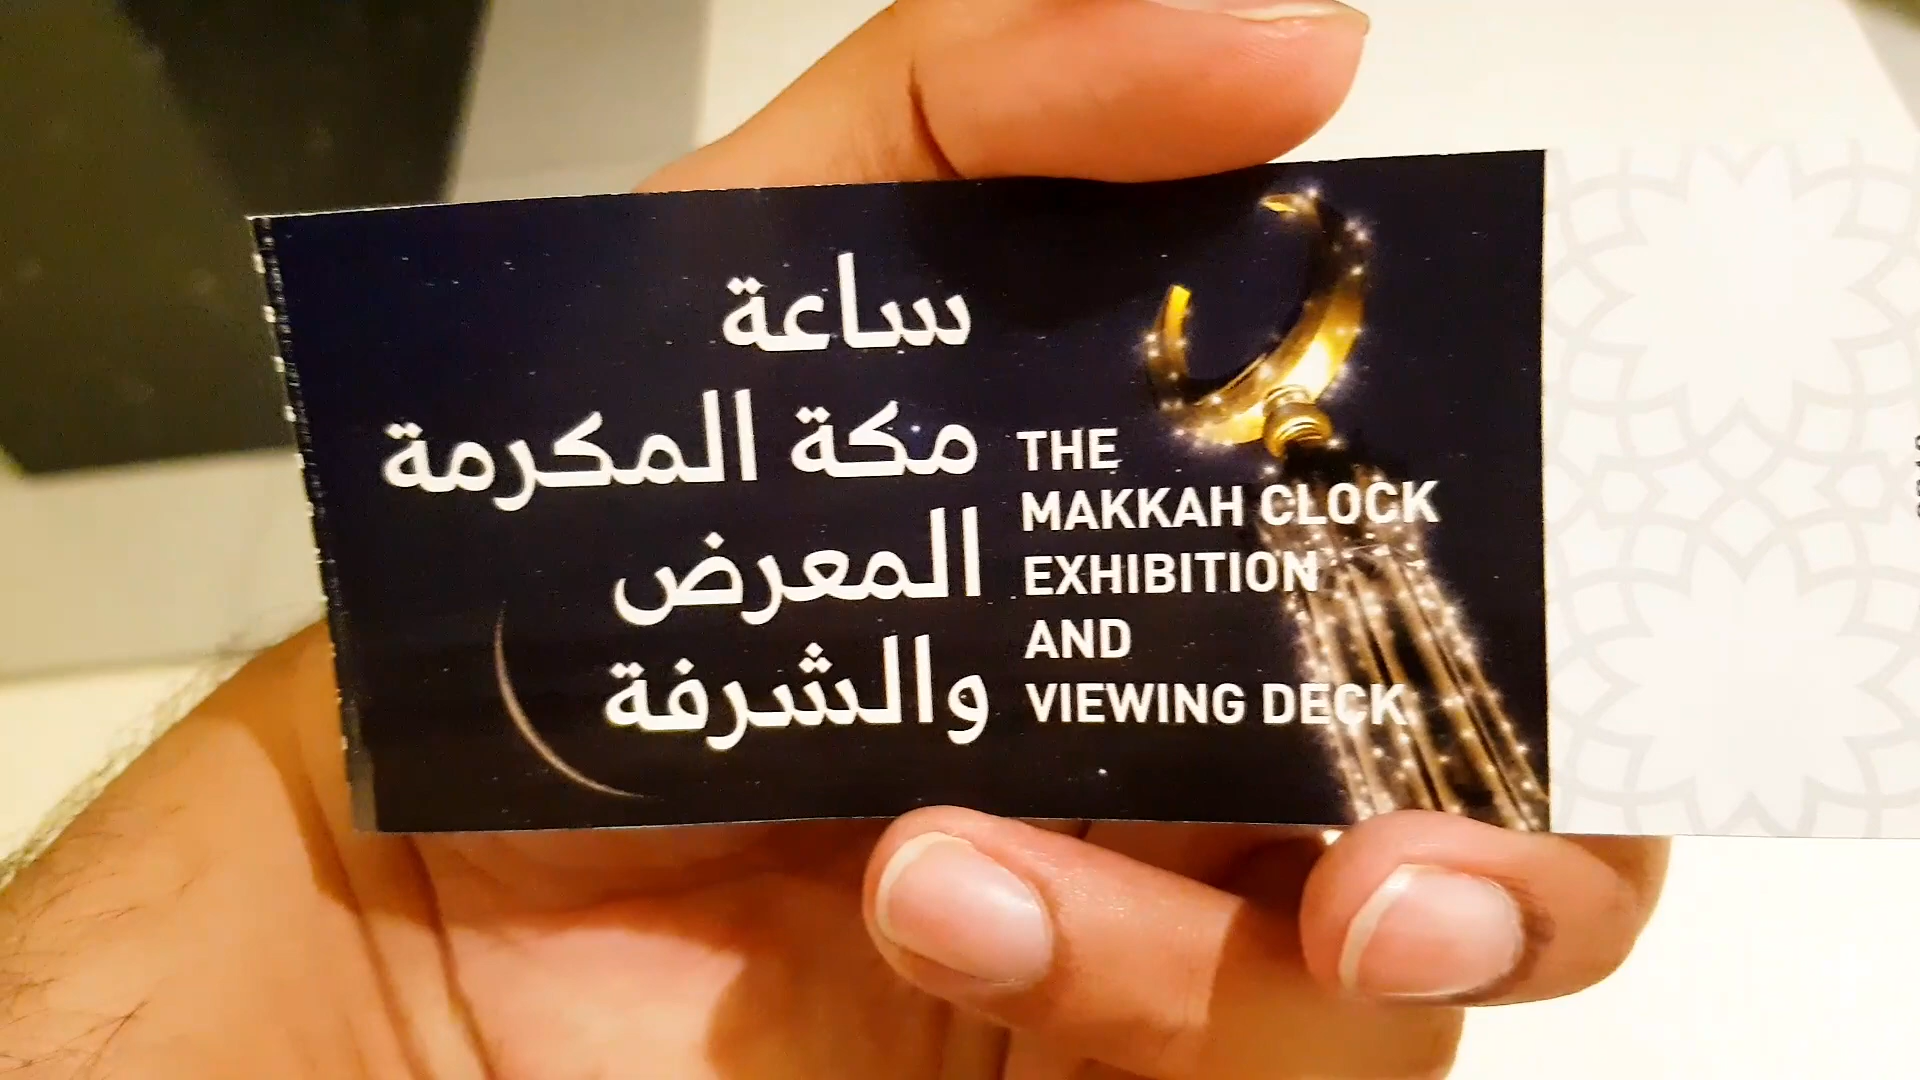 ساعة
مكة المكرمة
المعرض
والشرفة
THE
MAKKAH CLOCK
EXHIBITION
AND
VIEWING DECK